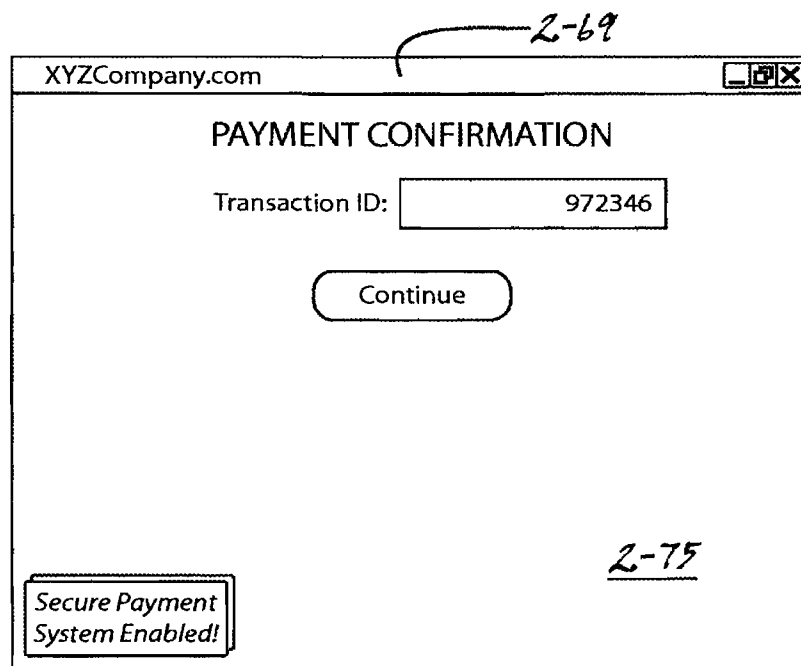 2-69
XYZCompany.com
PAYMENT CONFIRMATION
Transaction ID: 972346
Continue
2-75
Secure Payment
System Enabled!